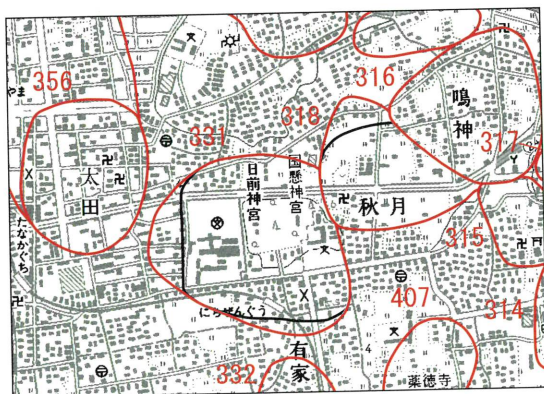 356
やま
太田
たなかぐち
331
318
316
鳴神
317
日前神宮
国懸神宮
秋月
315
にちぜんぐう
407
314
有家
332
4
薬徳寺